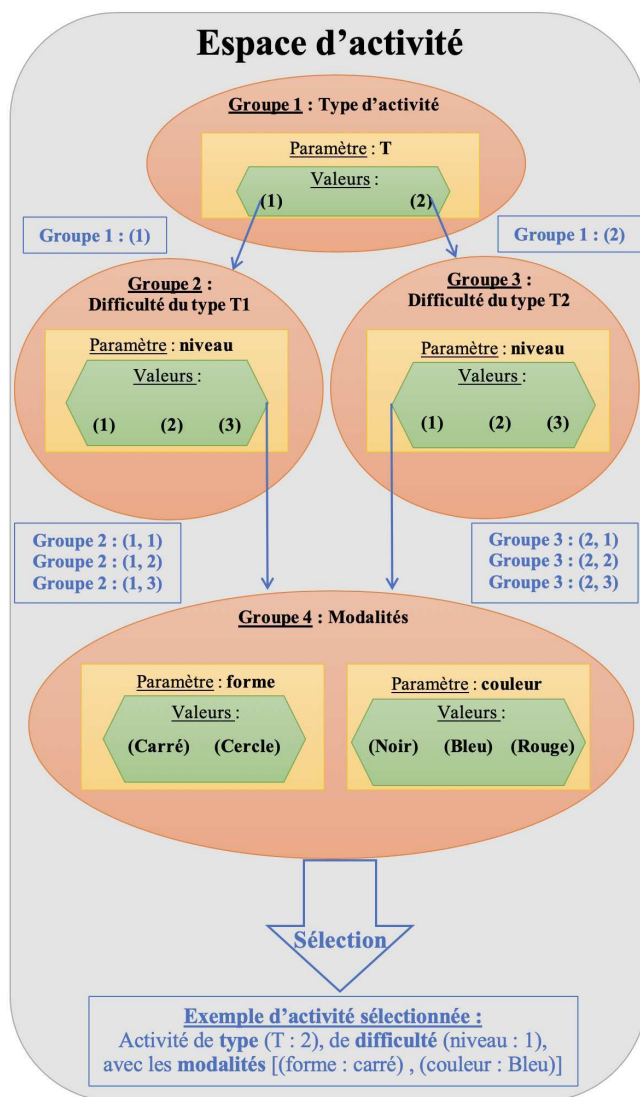 Espace d'activité
Groupe 1 : Type d'activité
Paramètre : T
Valeurs :
(1) (2)
Groupe 1 : (1)
Groupe 1 : (2)
Groupe 2 :
Difficulté du type T1
Paramètre : niveau
Valeurs :
(1) (2) (3)
Groupe 3 :
Difficulté du type T2
Paramètre : niveau
Valeurs :
(1) (2) (3)
Groupe 2 : (1, 1)
Groupe 2 : (1, 2)
Groupe 2 : (1, 3)
Groupe 3 : (2, 1)
Groupe 3 : (2, 2)
Groupe 3 : (2, 3)
Groupe 4 : Modalités
Paramètre : forme
Valeurs :
(Carré) (Cercle)
Paramètre : couleur
Valeurs :
(Noir) (Bleu) (Rouge)
Sélection
Exemple d'activité sélectionnée :
Activité de type (T : 2), de difficulté (niveau : 1),
avec les modalités [(forme : carré) , (couleur : Bleu)]